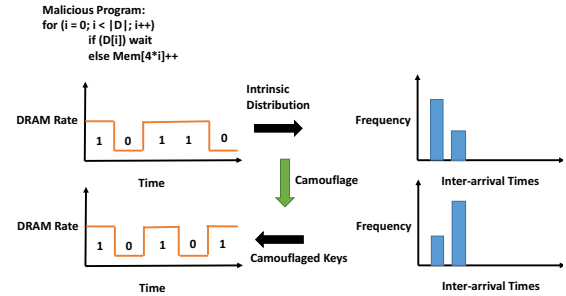 Malicious Program:
for (i = 0; i < |D|; i++)
if (D[i]) wait
else Mem[4*i]++
DRAM Rate
1 0 1 1 0
Time
Intrinsic
Distribution
Frequency
Inter-arrival Times
Camouflage
DRAM Rate
1 0 1 0 1
Time
Camouflaged Keys
Frequency
Inter-arrival Times